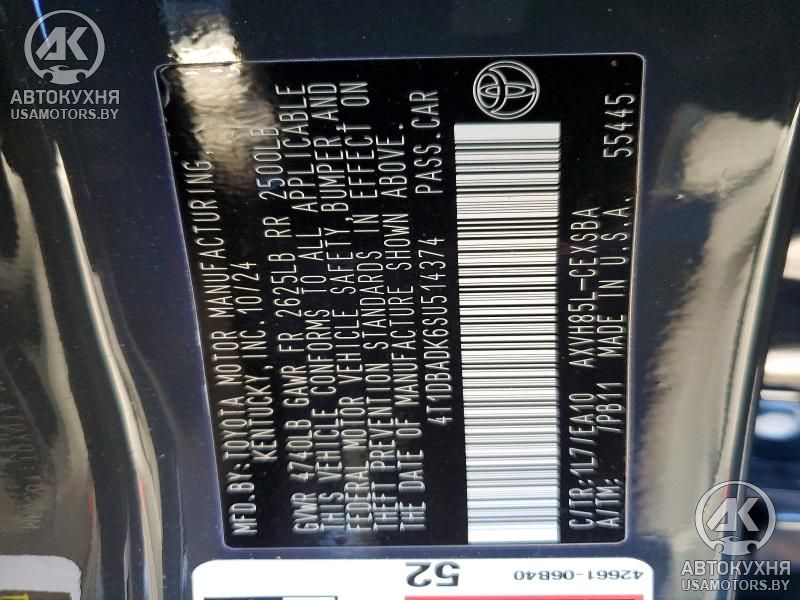 MFD.BY:TOYOTA MOTOR MANUFACTURING,
KENTUCKY, INC. 10/24
GVWR 4740LB GAWR FR 2625LB RR 2500LB
THIS VEHICLE CONFORMS TO ALL APPLICABLE
FEDERAL MOTOR VEHICLE SAFETY, BUMPER, AND
THEFT PREVENTION STANDARDS IN EFFECT ON
THE DATE OF MANUFACTURE SHOWN ABOVE.
4T1DBADK6SU514374 PASS.CAR
C/TR:1L7/EA10 AXVH85L-CEXSBA
A/TM: /PB11 MADE IN U.S.A. 55445
52
42661-06B40
АК
АВТОКУХНЯ
USAMOTORS.BY
АК
АВТОКУХНЯ
USAMOTORS.BY